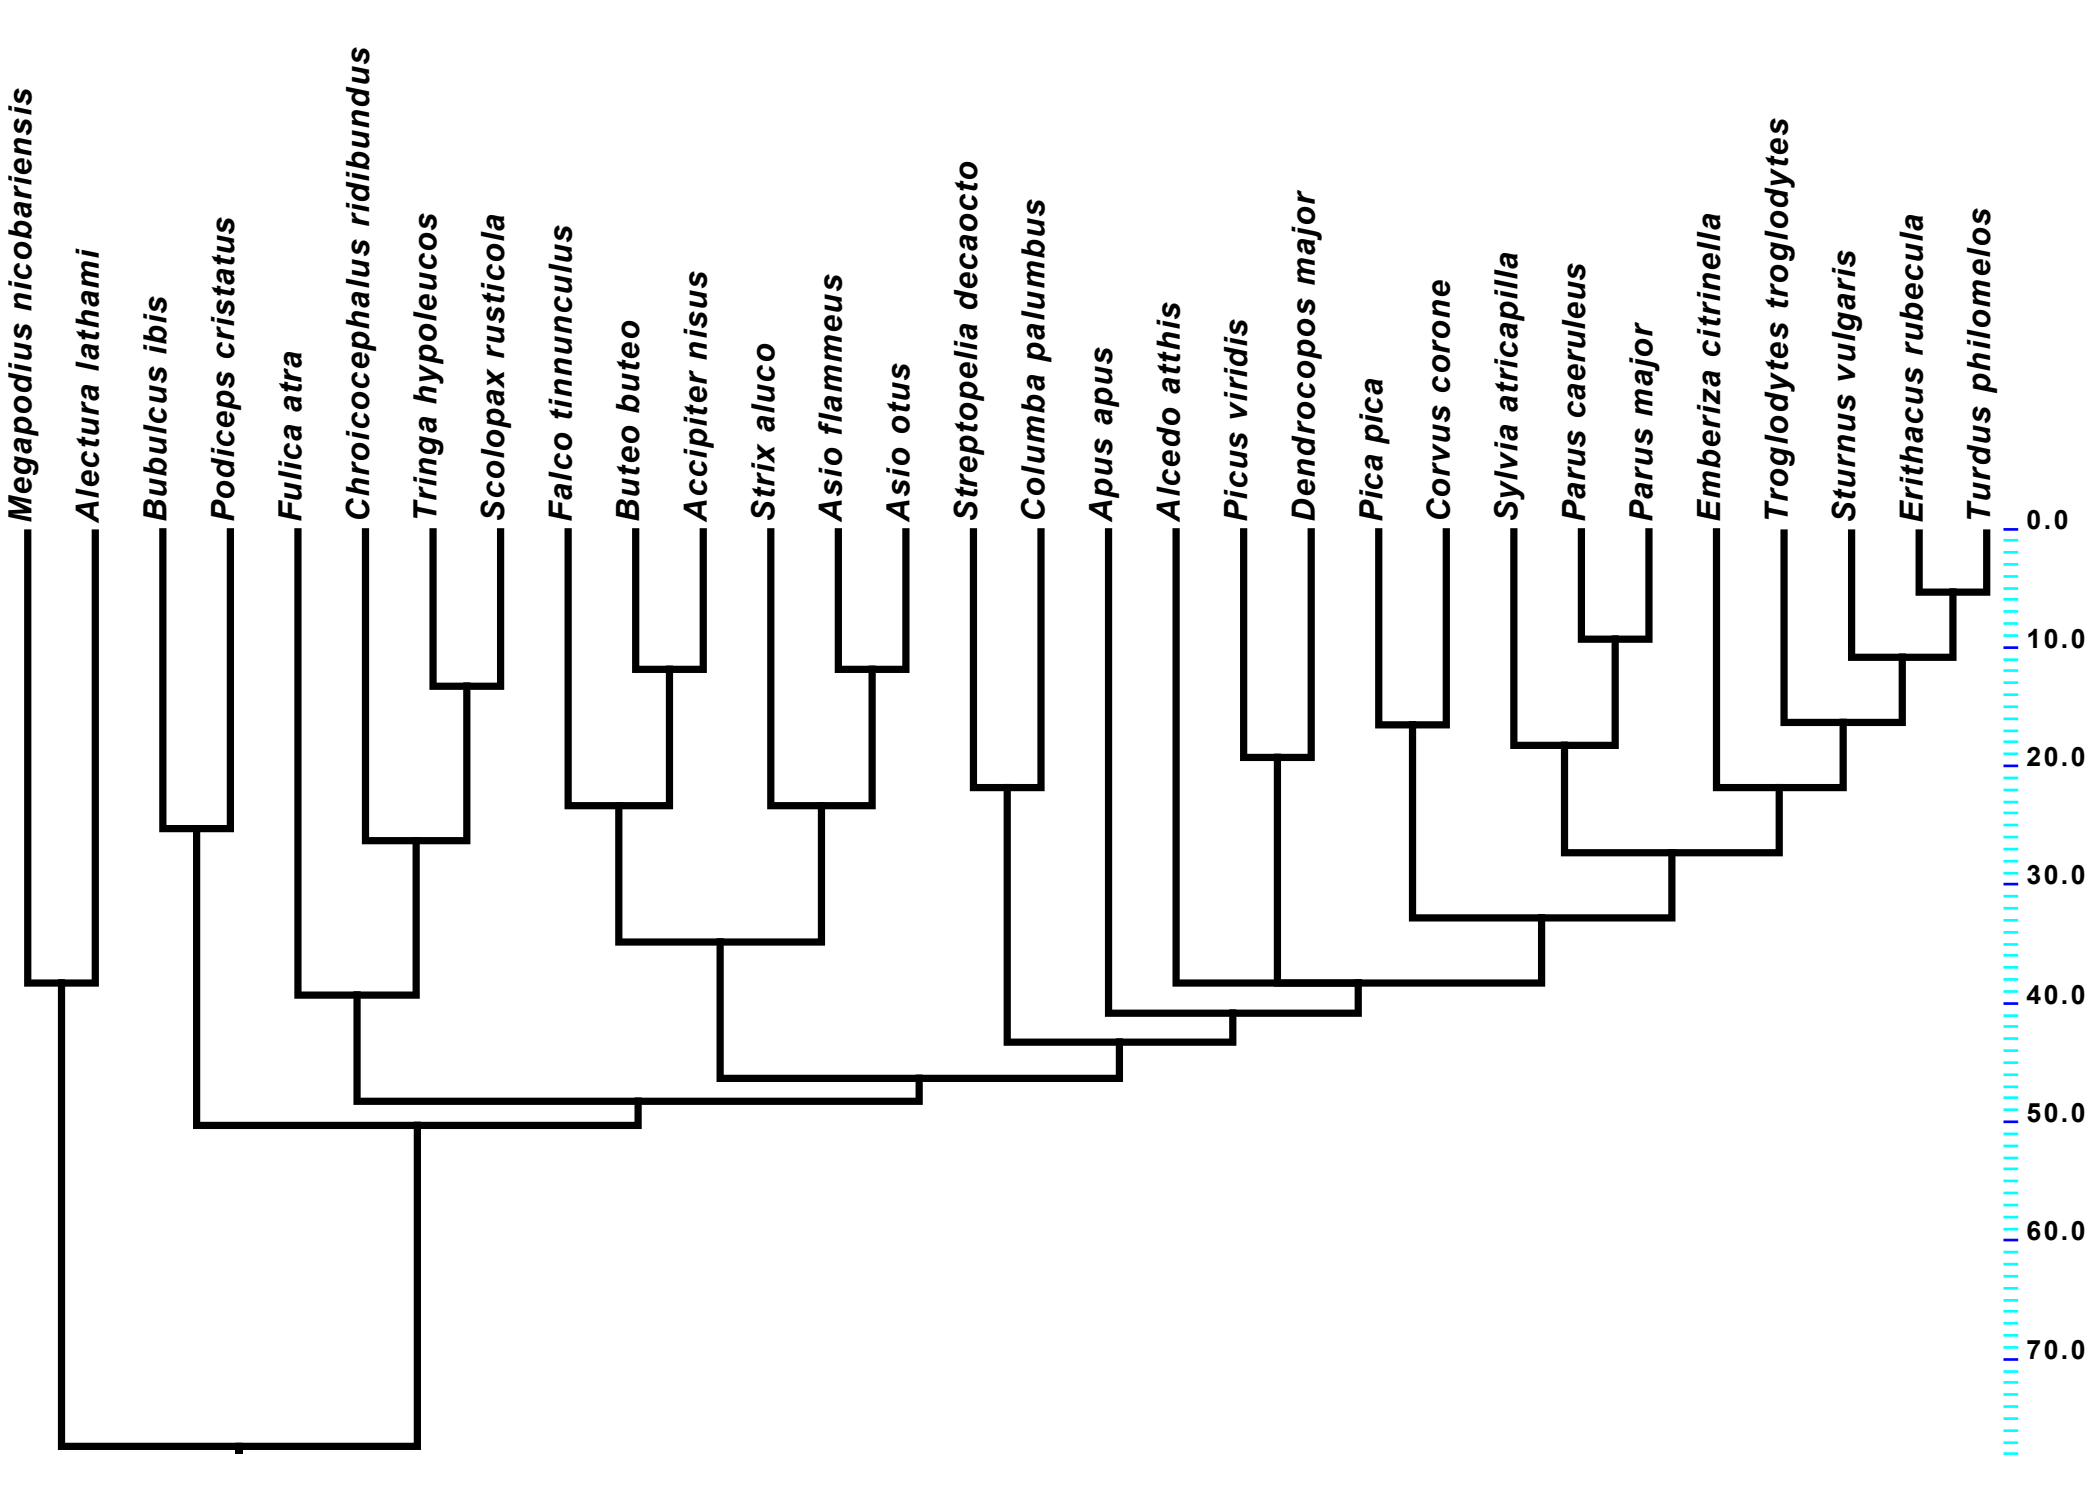 Megapodius nicobariensis
Alectura lathami
Bubulcus ibis
Podiceps cristatus
Fulica atra
Chroicocephalus ridibundus
Tringa hypoleucos
Scolopax rusticola
Falco tinnunculus
Buteo buteo
Accipiter nisus
Strix aluco
Asio flammeus
Asio otus
Streptopelia decaocto
Columba palumbus
Apus apus
Alcedo atthis
Picus viridis
Dendrocopos major
Pica pica
Corvus corone
Sylvia atricapilla
Parus caeruleus
Parus major
Emberiza citrinella
Troglodytes troglodytes
Sturnus vulgaris
Erithacus rubecula
Turdus philomelos
0.0
10.0
20.0
30.0
40.0
50.0
60.0
70.0